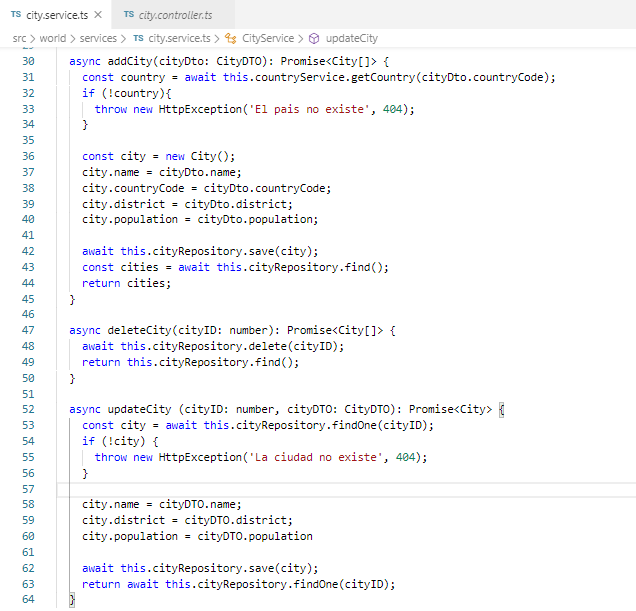 TS city.service.ts ×
TS city.controller.ts
src > world > services > TS city.service.ts > CityService > updateCity
30 async addCity(cityDto: CityDTO): Promise<City[]> {
31 const country = await this.countryService.getCountry(cityDto.countryCode);
32 if (!country){
33 throw new HttpException('El pais no existe', 404);
34 }
35
36 const city = new City();
37 city.name = cityDto.name;
38 city.countryCode = cityDto.countryCode;
39 city.district = cityDto.district;
40 city.population = cityDto.population;
41
42 await this.cityRepository.save(city);
43 const cities = await this.cityRepository.find();
44 return cities;
45 }
46
47 async deleteCity(cityID: number): Promise<City[]> {
48 await this.cityRepository.delete(cityID);
49 return this.cityRepository.find();
50 }
51
52 async updateCity (cityID: number, cityDTO: CityDTO): Promise<City> {
53 const city = await this.cityRepository.findOne(cityID);
54 if (!city) {
55 throw new HttpException('La ciudad no existe', 404);
56 }
57
58 city.name = cityDTO.name;
59 city.district = cityDTO.district;
60 city.population = cityDTO.population
61
62 await this.cityRepository.save(city);
63 return await this.cityRepository.findOne(cityID);
64 }